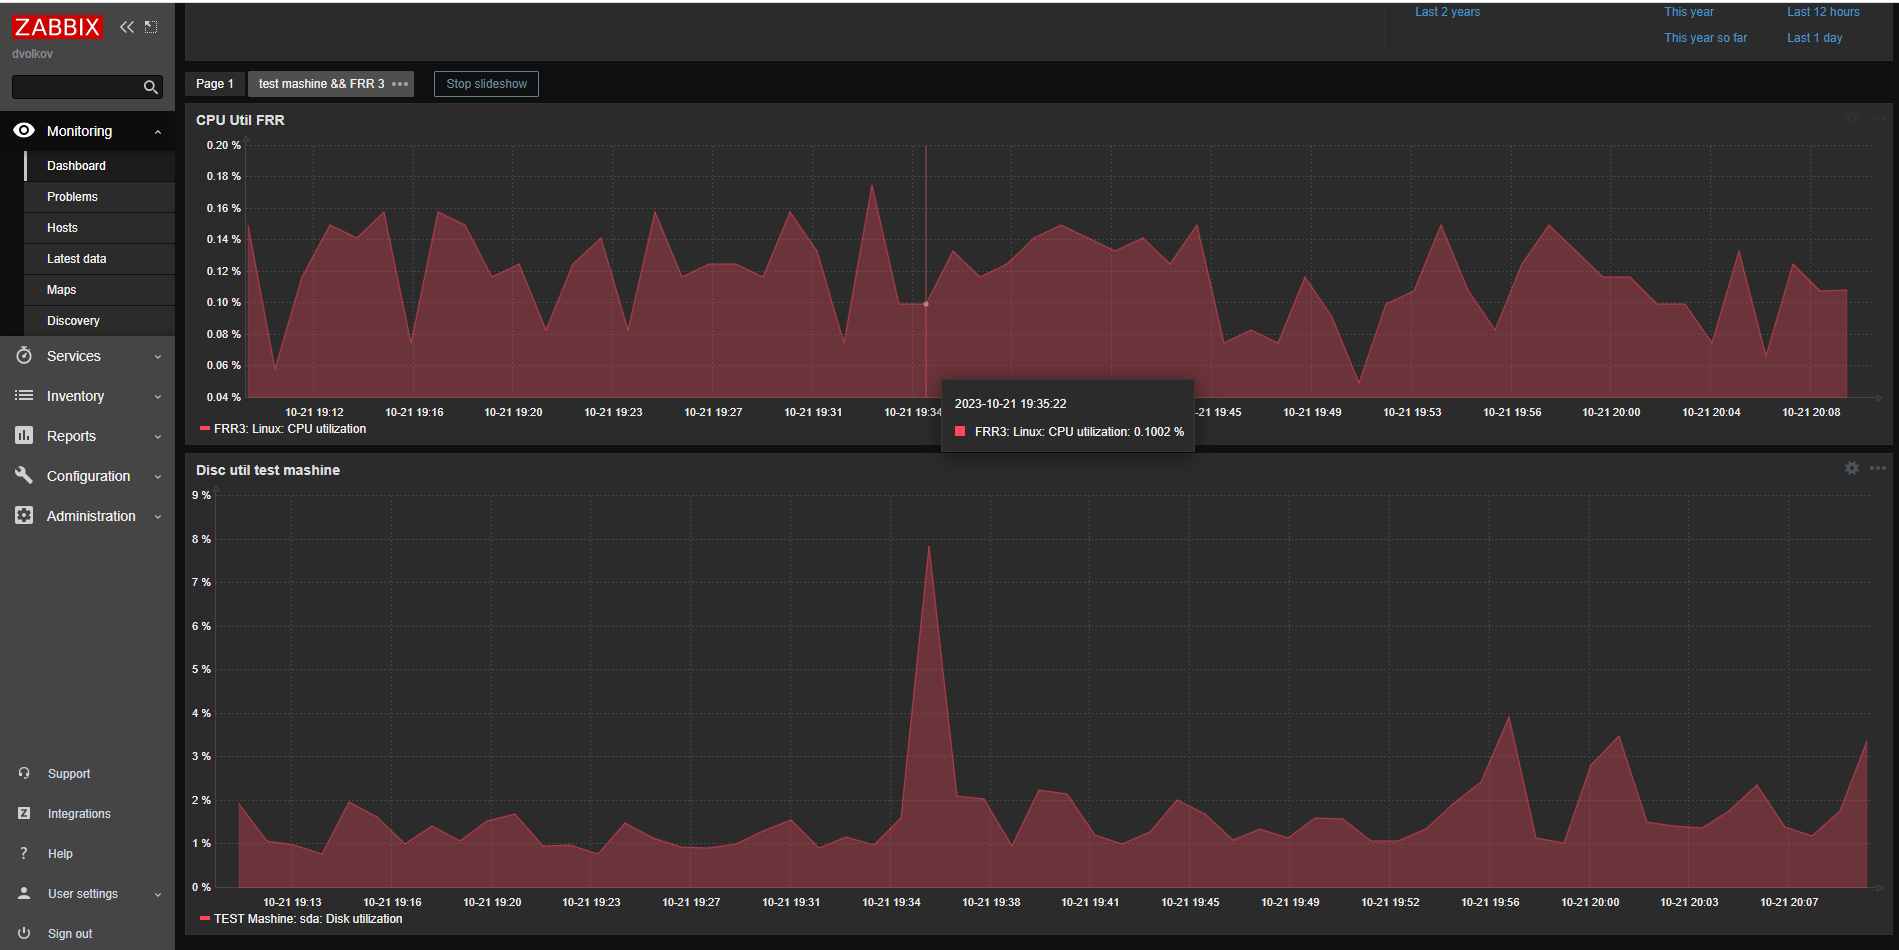 ZABBIX
dvolkov
Monitoring
Dashboard
Problems
Hosts
Latest data
Maps
Discovery
Services
Inventory
Reports
Configuration
Administration
Support
Integrations
Help
User settings
Sign out
Last 2 years This year Last 12 hours
This year so far Last 1 day
Page 1 test mashine && FRR 3 Stop slideshow
CPU Util FRR
0.20 %
0.18 %
0.16 %
0.14 %
0.12 %
0.10 %
0.08 %
0.06 %
0.04 %
10-21 19:12 10-21 19:16 10-21 19:20 10-21 19:23 10-21 19:27 10-21 19:31 10-21 19:34 -21 19:45 10-21 19:49 10-21 19:53 10-21 19:56 10-21 20:00 10-21 20:04 10-21 20:08
FRR3: Linux: CPU utilization
2023-10-21 19:35:22
FRR3: Linux: CPU utilization: 0.1002 %
Disc util test mashine
9 %
8 %
7 %
6 %
5 %
4 %
3 %
2 %
1 %
0 %
10-21 19:13 10-21 19:16 10-21 19:20 10-21 19:23 10-21 19:27 10-21 19:31 10-21 19:34 10-21 19:38 10-21 19:41 10-21 19:45 10-21 19:49 10-21 19:52 10-21 19:56 10-21 20:00 10-21 20:03 10-21 20:07
TEST Mashine: sda: Disk utilization